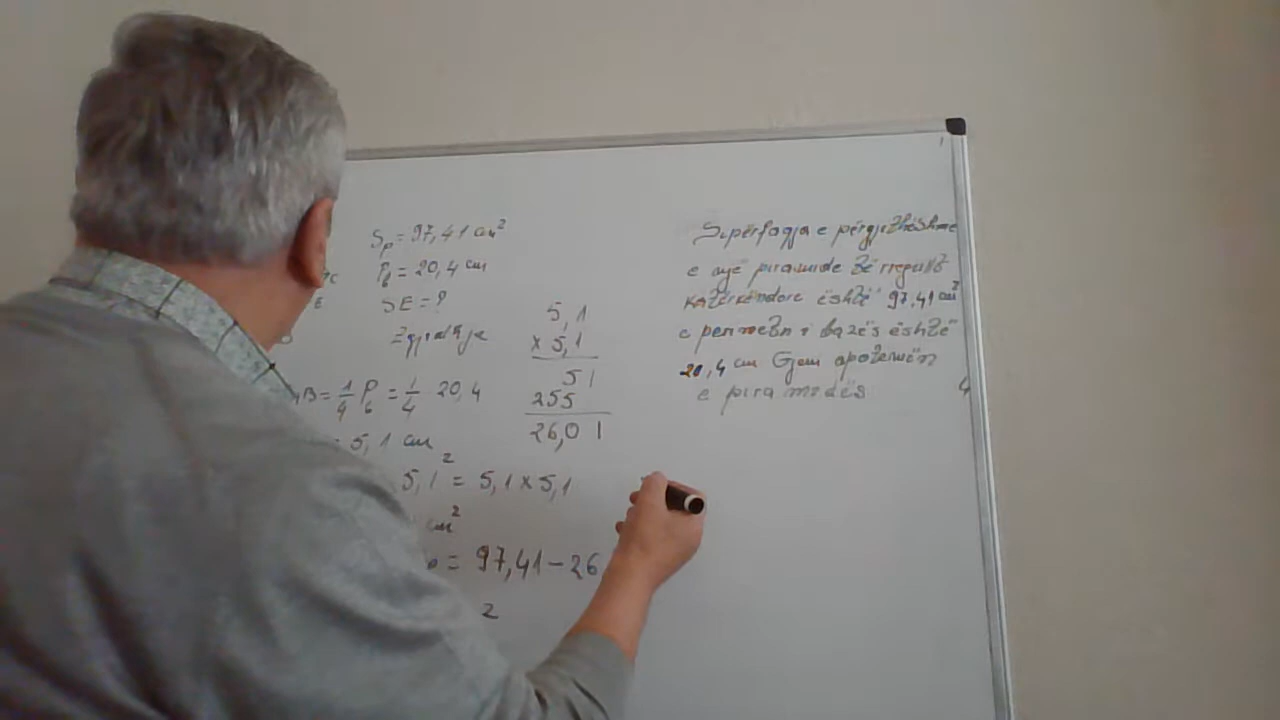 Sp = 97,41 cm²
Pb = 20,4 cm
SE = ?
Zgjidhje
B = 1/4 Pb = 1/4 20,4
= 5,1 cm
5,1² = 5,1 x 5,1
cm²
= 97,41 - 26
2
5,1
x 5,1
51
255
26,01
Sipërfaqja e përgjithëshme
e një piramide të rregullt
katërkëndore është 97,41 cm²
e perimetri i bazës është
20,4 cm Gjeni apotemën
e piramidës
4